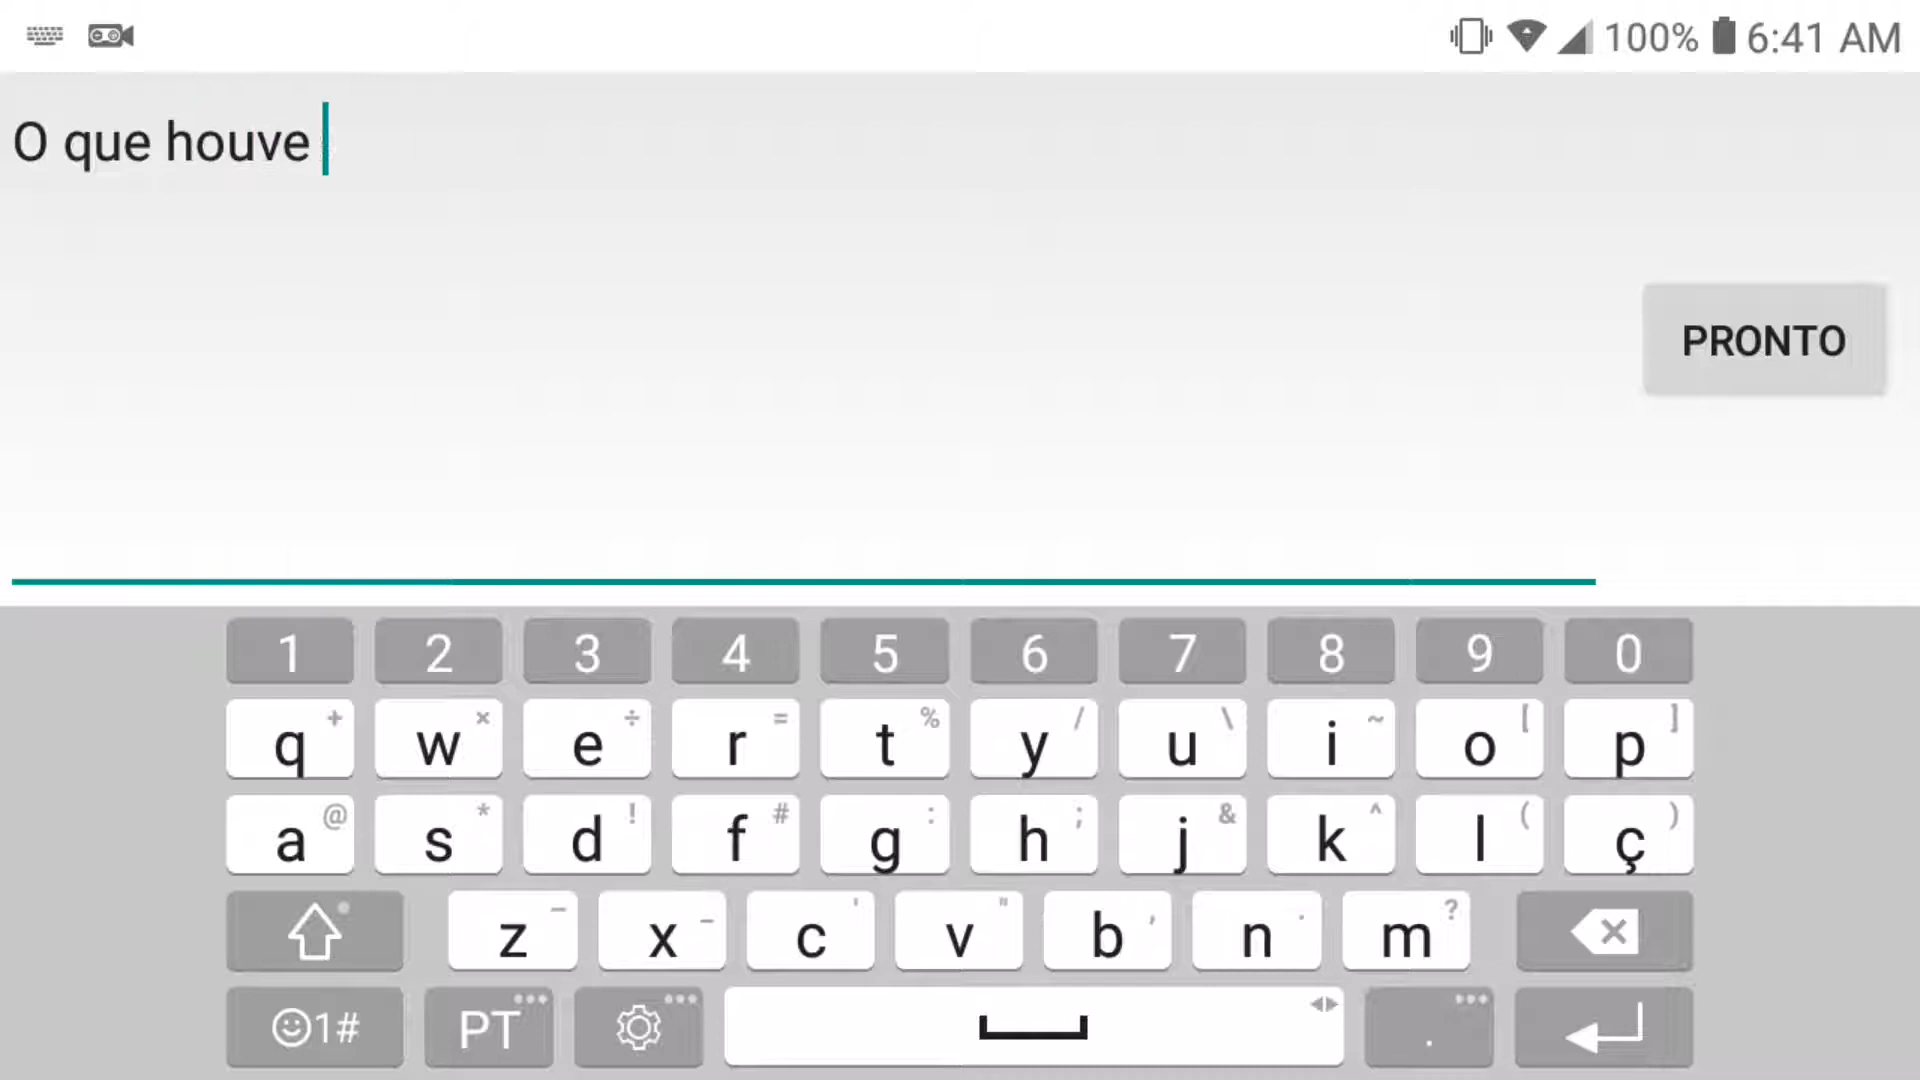 100% 6:41 AM
O que houve
PRONTO
1 2 3 4 5 6 7 8 9 0
q + w × e ÷ r = t % y / u \ i ~ o [ p ]
a @ s * d ! f # g : h ; j & k ^ l ( ç )
z – x - c ' v " b , n . m ?
1# PT .